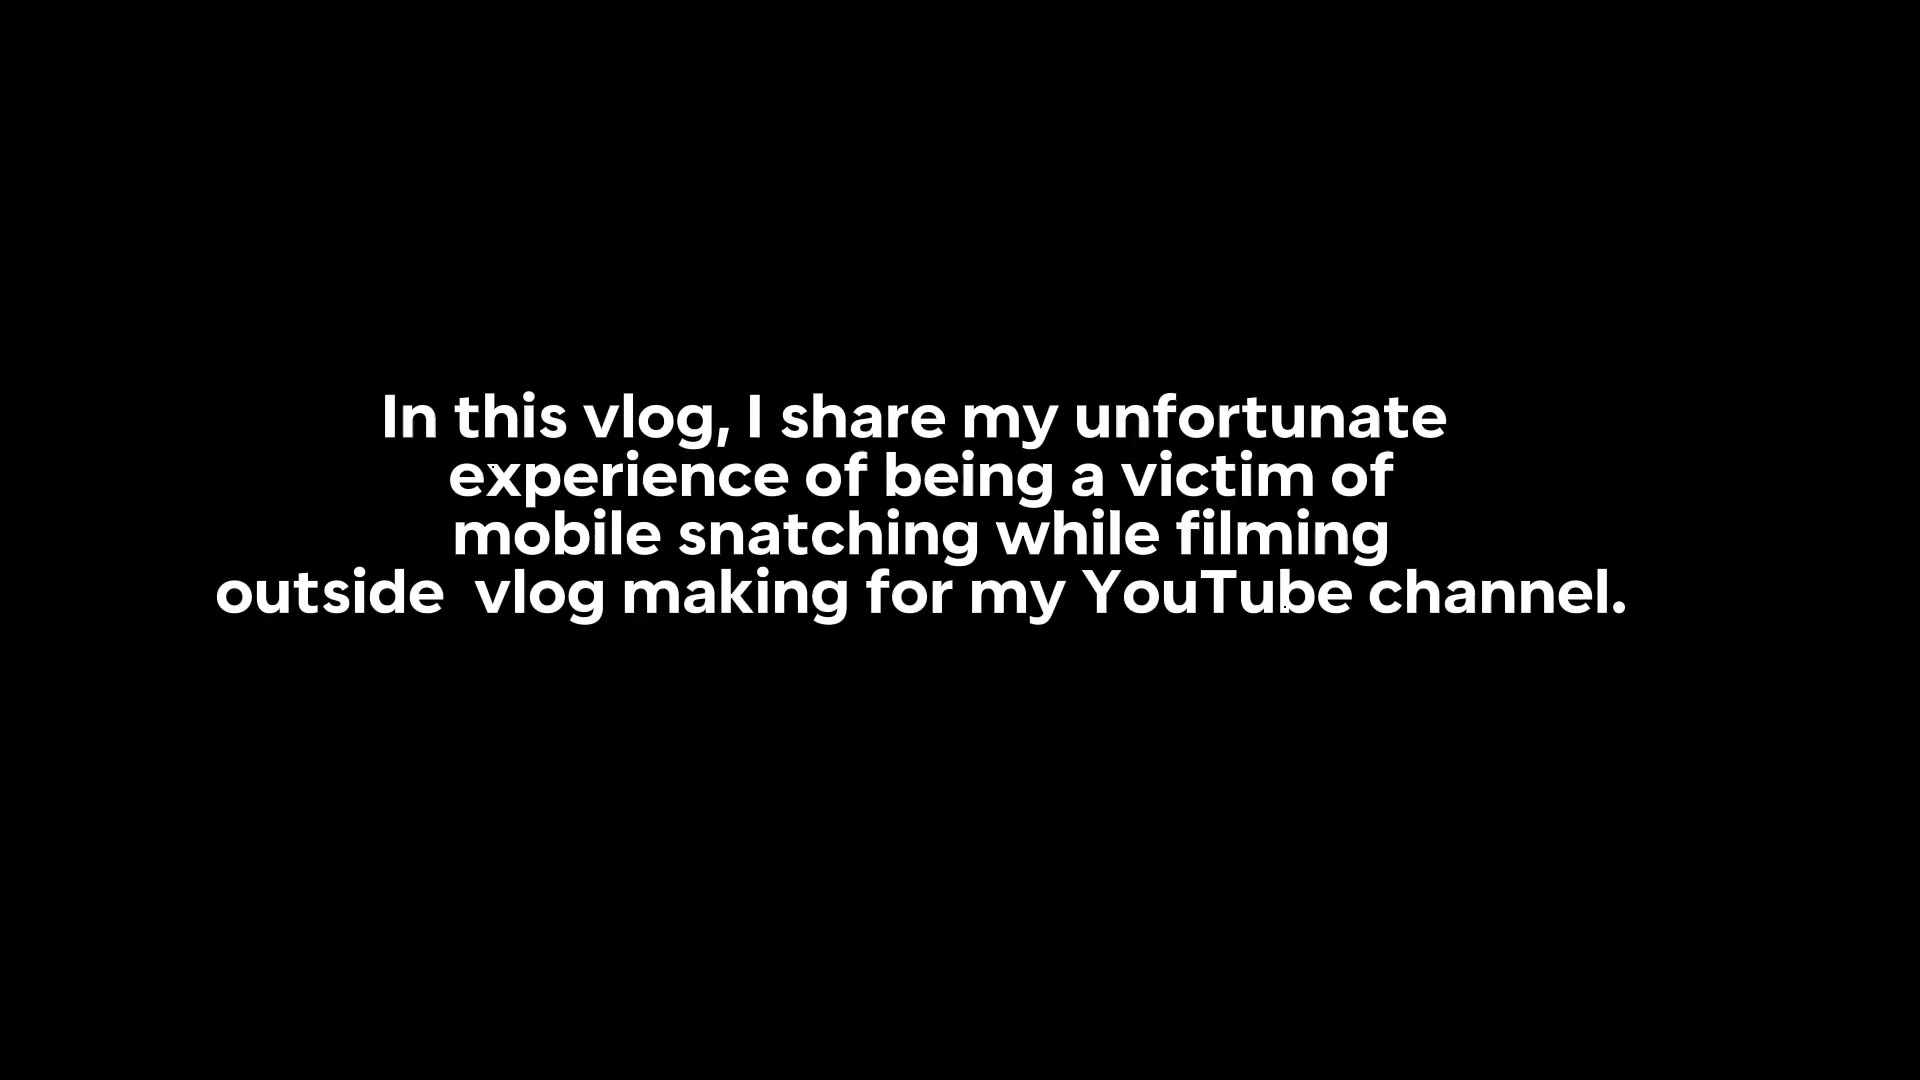 In this vlog, I share my unfortunate
experience of being a victim of
mobile snatching while filming
outside  vlog making for my YouTube channel.